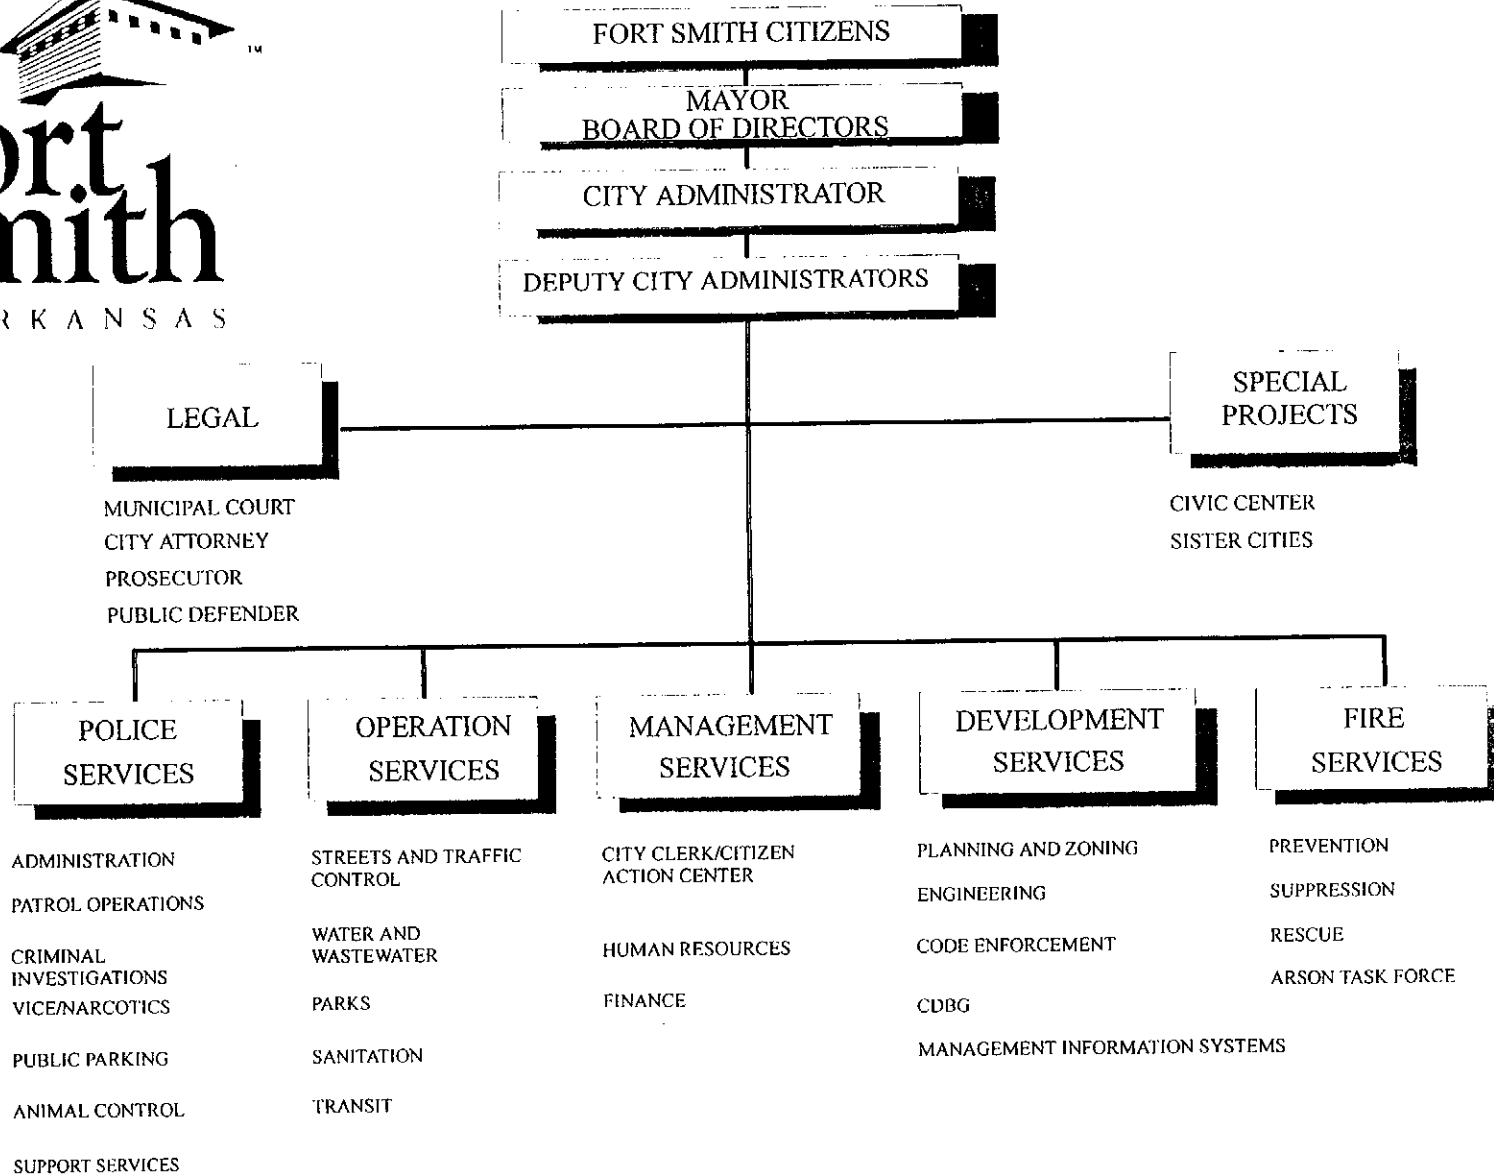 ort
mith
RKANSAS
TM
FORT SMITH CITIZENS
MAYOR
BOARD OF DIRECTORS
CITY ADMINISTRATOR
DEPUTY CITY ADMINISTRATORS
LEGAL
MUNICIPAL COURT
CITY ATTORNEY
PROSECUTOR
PUBLIC DEFENDER
SPECIAL
PROJECTS
CIVIC CENTER
SISTER CITIES
POLICE
SERVICES
ADMINISTRATION
PATROL OPERATIONS
CRIMINAL
INVESTIGATIONS
VICE/NARCOTICS
PUBLIC PARKING
ANIMAL CONTROL
SUPPORT SERVICES
OPERATION
SERVICES
STREETS AND TRAFFIC
CONTROL
WATER AND
WASTEWATER
PARKS
SANITATION
TRANSIT
MANAGEMENT
SERVICES
CITY CLERK/CITIZEN
ACTION CENTER
HUMAN RESOURCES
FINANCE
DEVELOPMENT
SERVICES
PLANNING AND ZONING
ENGINEERING
CODE ENFORCEMENT
CDBG
MANAGEMENT INFORMATION SYSTEMS
FIRE
SERVICES
PREVENTION
SUPPRESSION
RESCUE
ARSON TASK FORCE